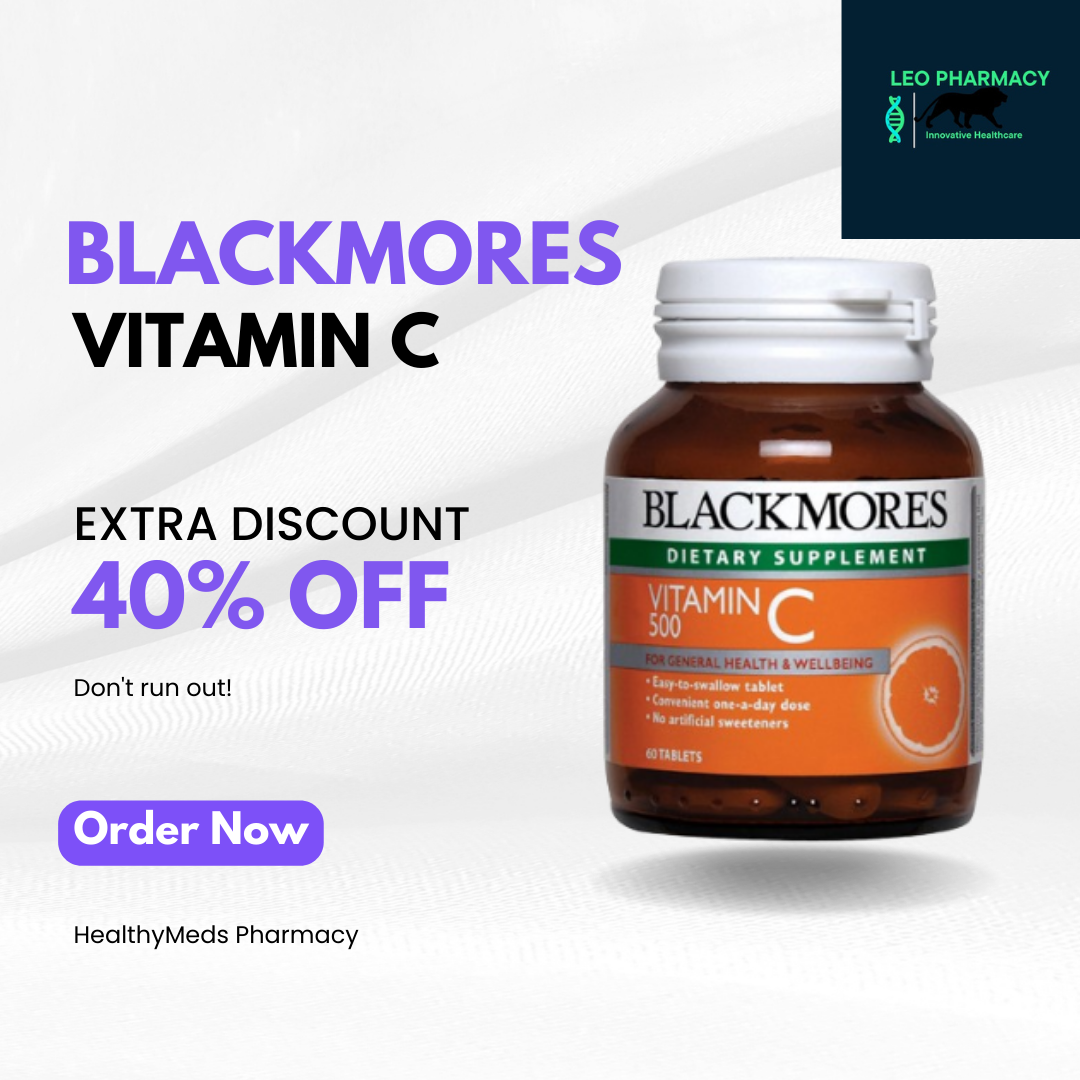 LEO PHARMACY
Innovative Healthcare
BLACKMORES
VITAMIN C
EXTRA DISCOUNT
40% OFF
Don't run out!
Order Now
HealthyMeds Pharmacy
BLACKMORES
DIETARY SUPPLEMENT
VITAMIN C
500
FOR GENERAL HEALTH & WELLBEING
• Easy-to-swallow tablet
• Convenient one-a-day dose
• No artificial sweeteners
60 TABLETS